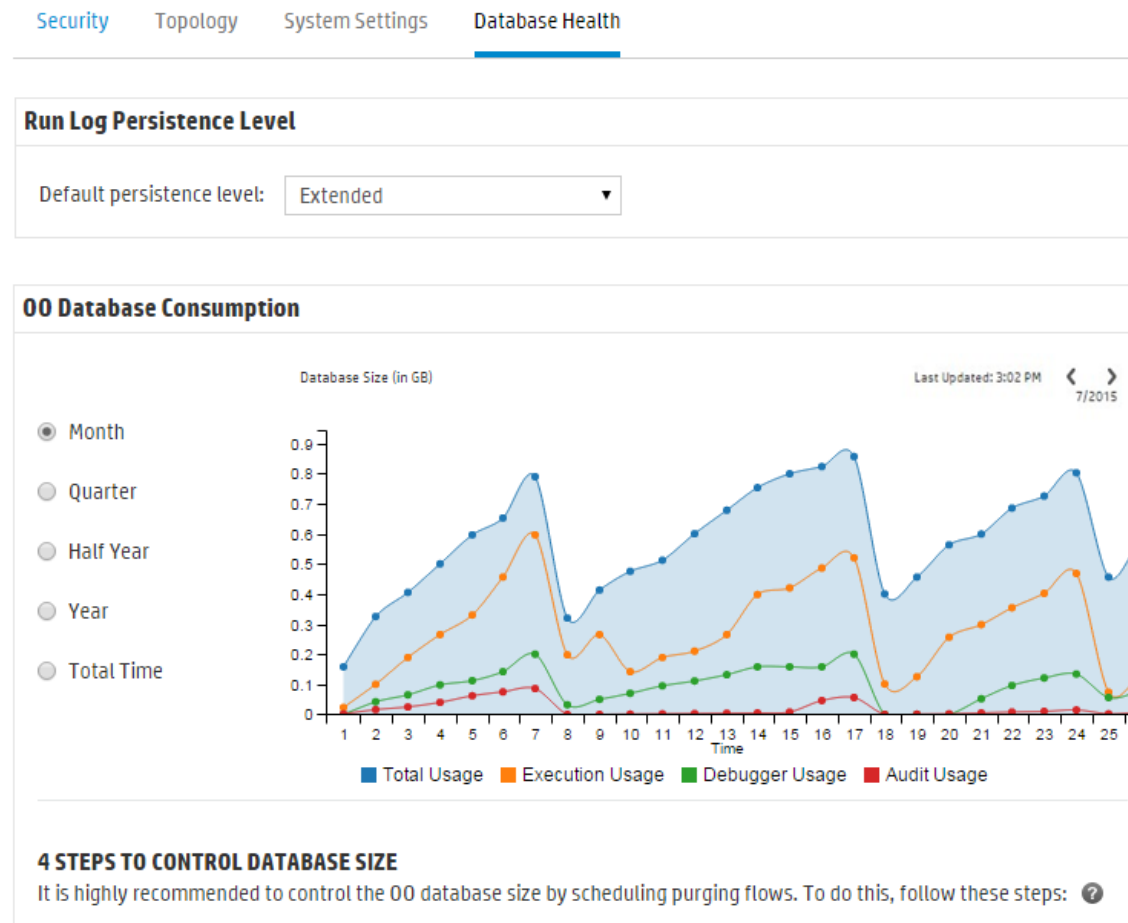 Security Topology System Settings Database Health
Run Log Persistence Level
Default persistence level: Extended
OO Database Consumption
Database Size (in GB) Last Updated: 3:02 PM
7/2015
Month
Quarter
Half Year
Year
Total Time
0.9
0.8
0.7
0.6
0.5
0.4
0.3
0.2
0.1
0
1 2 3 4 5 6 7 8 9 10 11 12 13 14 15 16 17 18 19 20 21 22 23 24 25
Time
Total Usage Execution Usage Debugger Usage Audit Usage
4 STEPS TO CONTROL DATABASE SIZE
It is highly recommended to control the OO database size by scheduling purging flows. To do this, follow these steps: ?